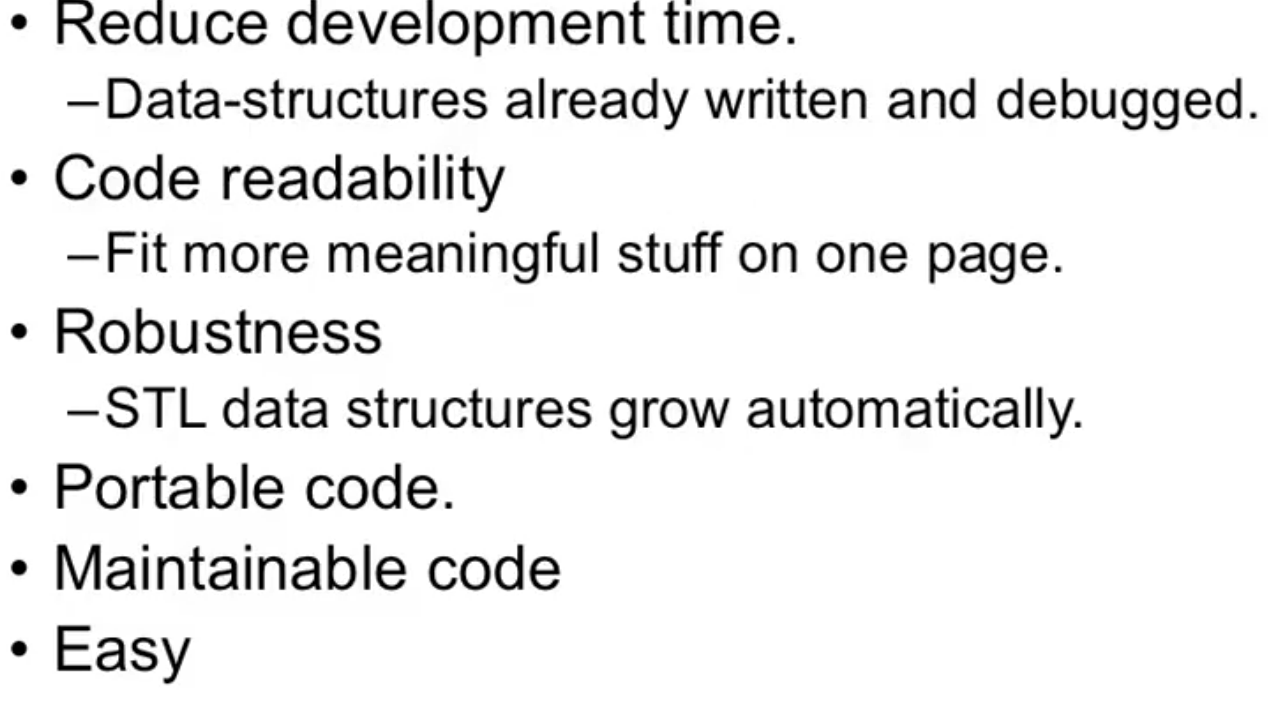 • Reduce development time.
–Data-structures already written and debugged.
• Code readability
–Fit more meaningful stuff on one page.
• Robustness
–STL data structures grow automatically.
• Portable code.
• Maintainable code
• Easy